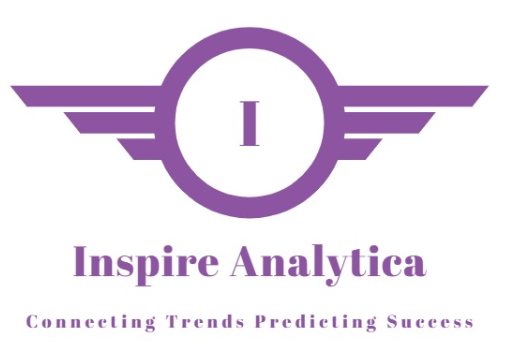 I
Inspire Analytica
Connecting Trends Predicting Success